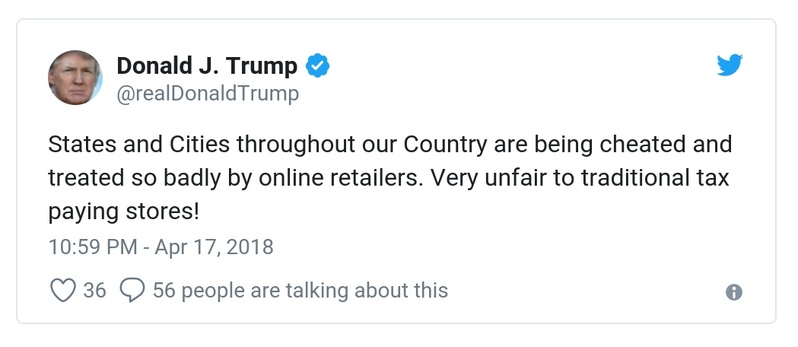 Donald J. Trump
@realDonaldTrump
States and Cities throughout our Country are being cheated and
treated so badly by online retailers. Very unfair to traditional tax
paying stores!
10:59 PM - Apr 17, 2018
36 56 people are talking about this